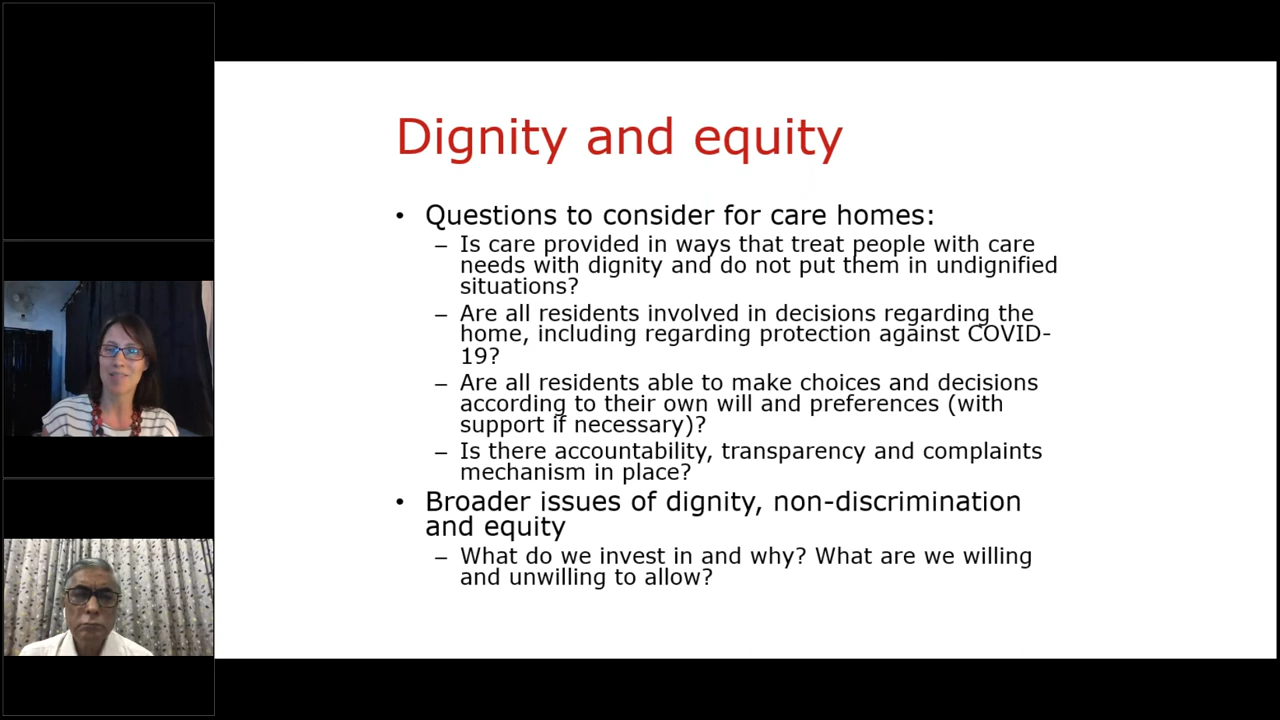 Dignity and equity
• Questions to consider for care homes:
– Is care provided in ways that treat people with care
needs with dignity and do not put them in undignified
situations?
– Are all residents involved in decisions regarding the
home, including regarding protection against COVID-
19?
– Are all residents able to make choices and decisions
according to their own will and preferences (with
support if necessary)?
– Is there accountability, transparency and complaints
mechanism in place?
• Broader issues of dignity, non-discrimination
and equity
– What do we invest in and why? What are we willing
and unwilling to allow?